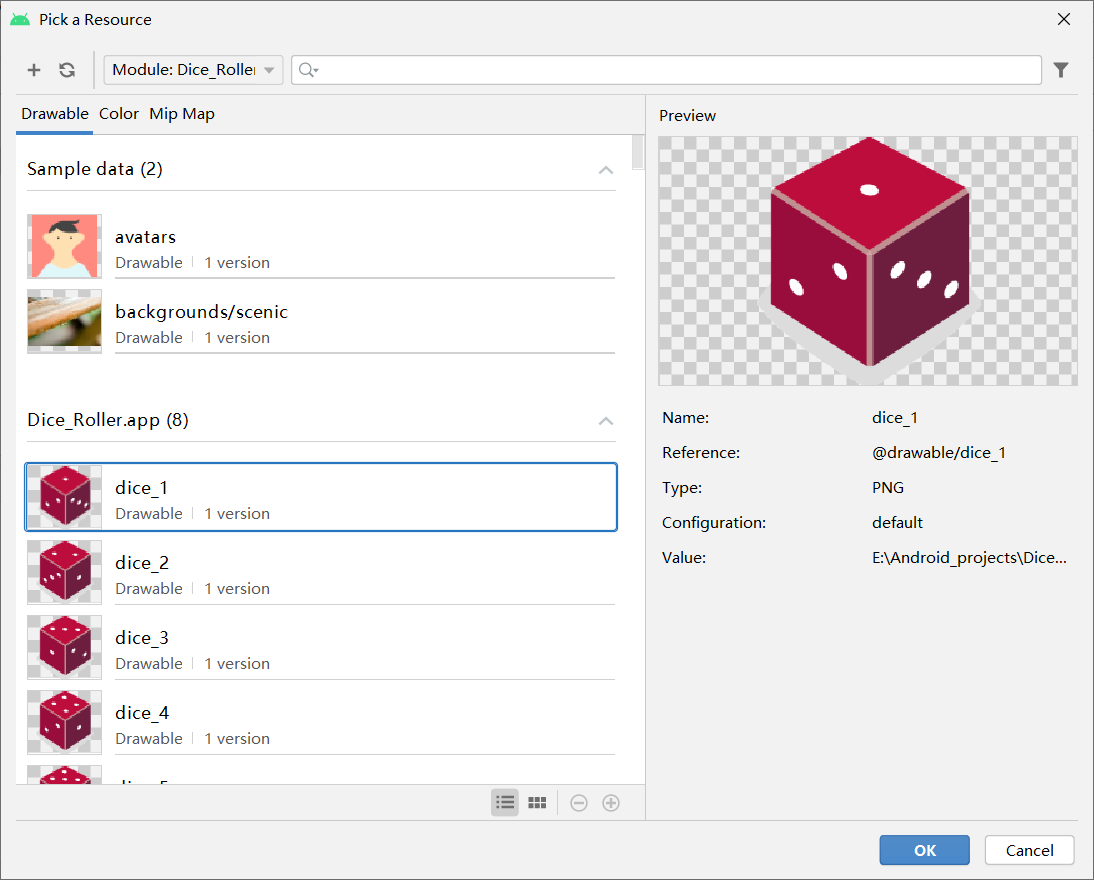 Pick a Resource
Module: Dice_Roller
Drawable Color Mip Map
Sample data (2)
avatars
Drawable 1 version
backgrounds/scenic
Drawable 1 version
Dice_Roller.app (8)
dice_1
Drawable 1 version
dice_2
Drawable 1 version
dice_3
Drawable 1 version
dice_4
Drawable 1 version
Preview
Name: dice_1
Reference: @drawable/dice_1
Type: PNG
Configuration: default
Value: E:\Android_projects\Dice...
OK Cancel